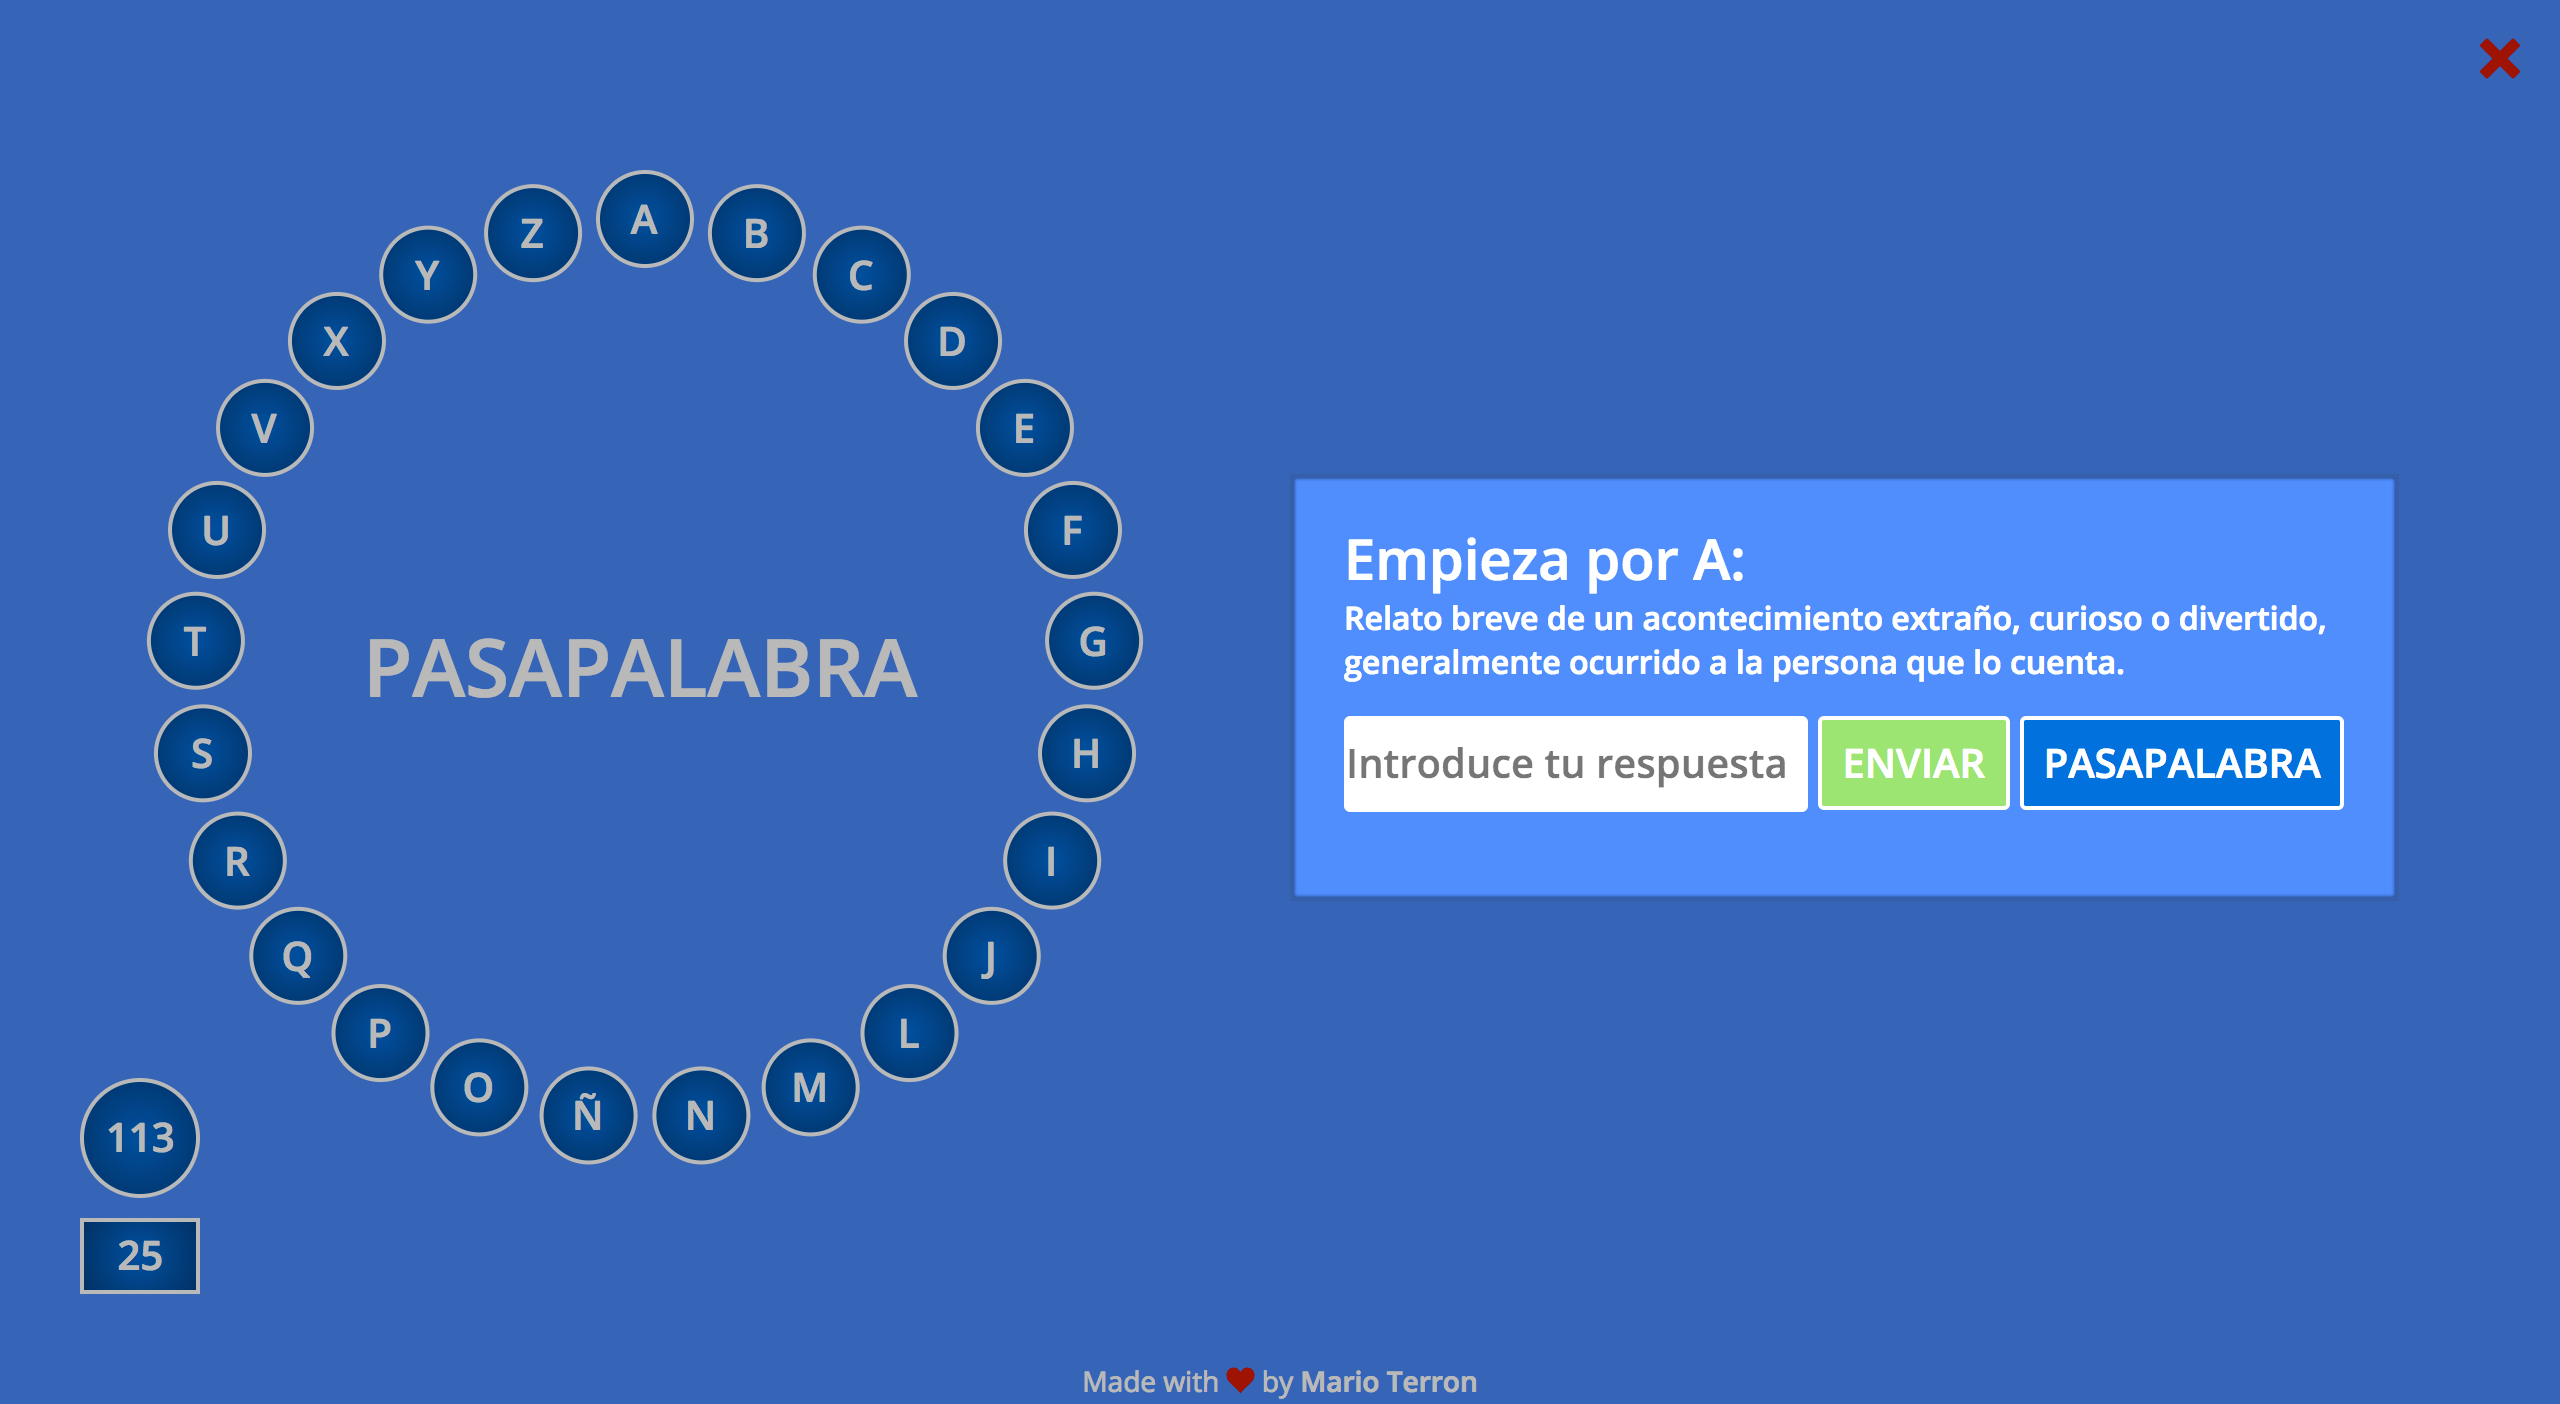 A
B
C
D
E
F
G
H
I
J
L
M
N
Ñ
O
P
Q
R
S
T
U
V
X
Y
Z
PASAPALABRA
113
25
Empieza por A:
Relato breve de un acontecimiento extraño, curioso o divertido,
generalmente ocurrido a la persona que lo cuenta.
Introduce tu respuesta ENVIAR PASAPALABRA
Made with by Mario Terron